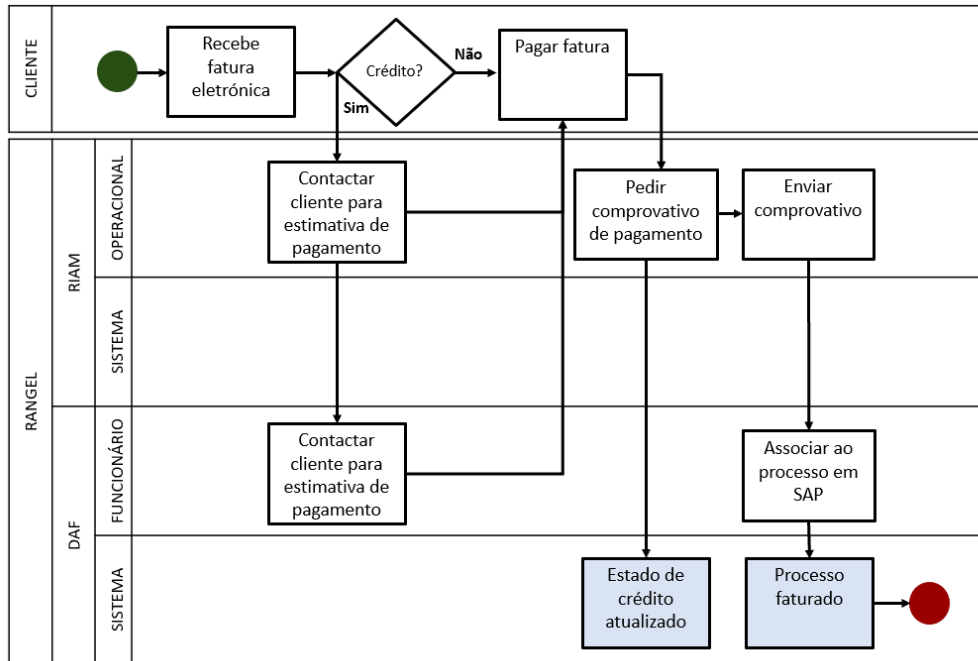 CLIENTE
Recebe
fatura
eletrónica
Crédito?
Não
Sim
Pagar fatura
RANGEL
RIAM
OPERACIONAL
Contactar
cliente para
estimativa de
pagamento
Pedir
comprovativo
de pagamento
Enviar
comprovativo
SISTEMA
DAF
FUNCIONÁRIO
Contactar
cliente para
estimativa de
pagamento
Associar ao
processo em
SAP
SISTEMA
Estado de
crédito
atualizado
Processo
faturado